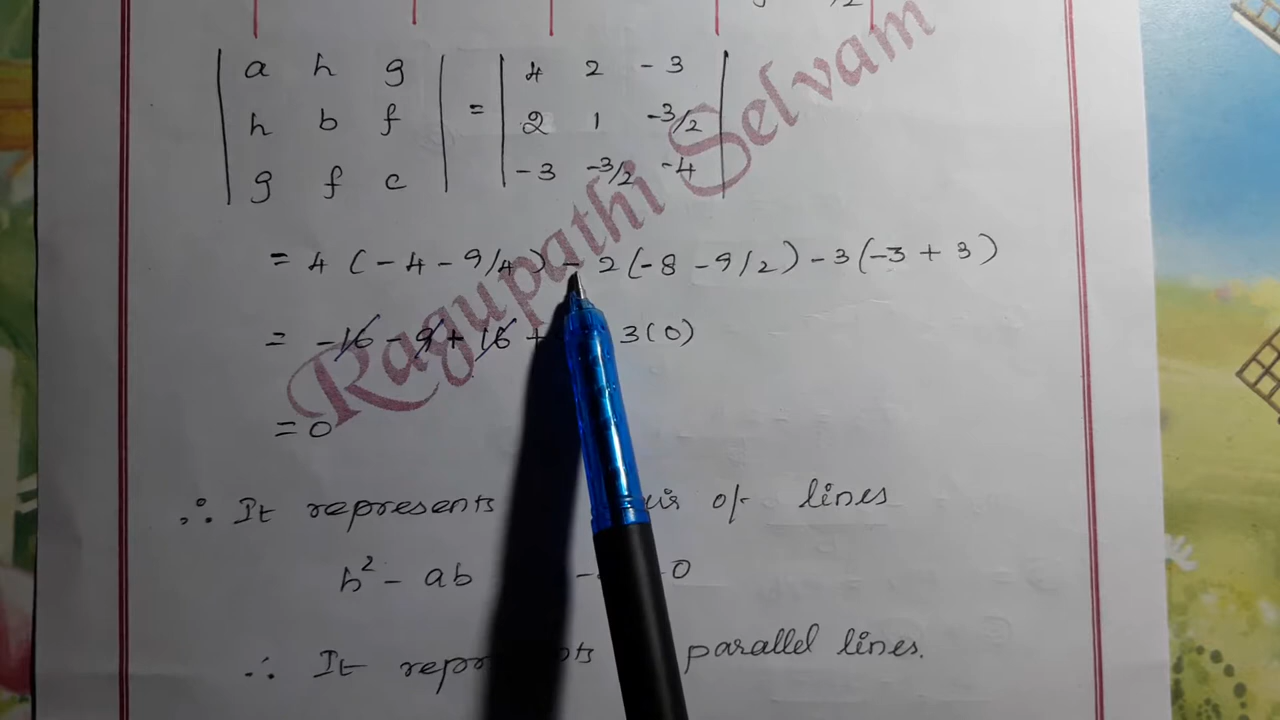 | a h g | = | 4 2 -3 |
| h b f | | 2 1 -3/2 |
| g f c | | -3 -3/2 -4 |
= 4 (-4 - 9/4) - 2(-8 - 9/2) - 3(-3 + 3)
= -16 - 9 + 16 + 3(0)
= 0
∴ It represents of lines
h² - ab - 0
∴ It parallel lines.
Ragupathi Selvam